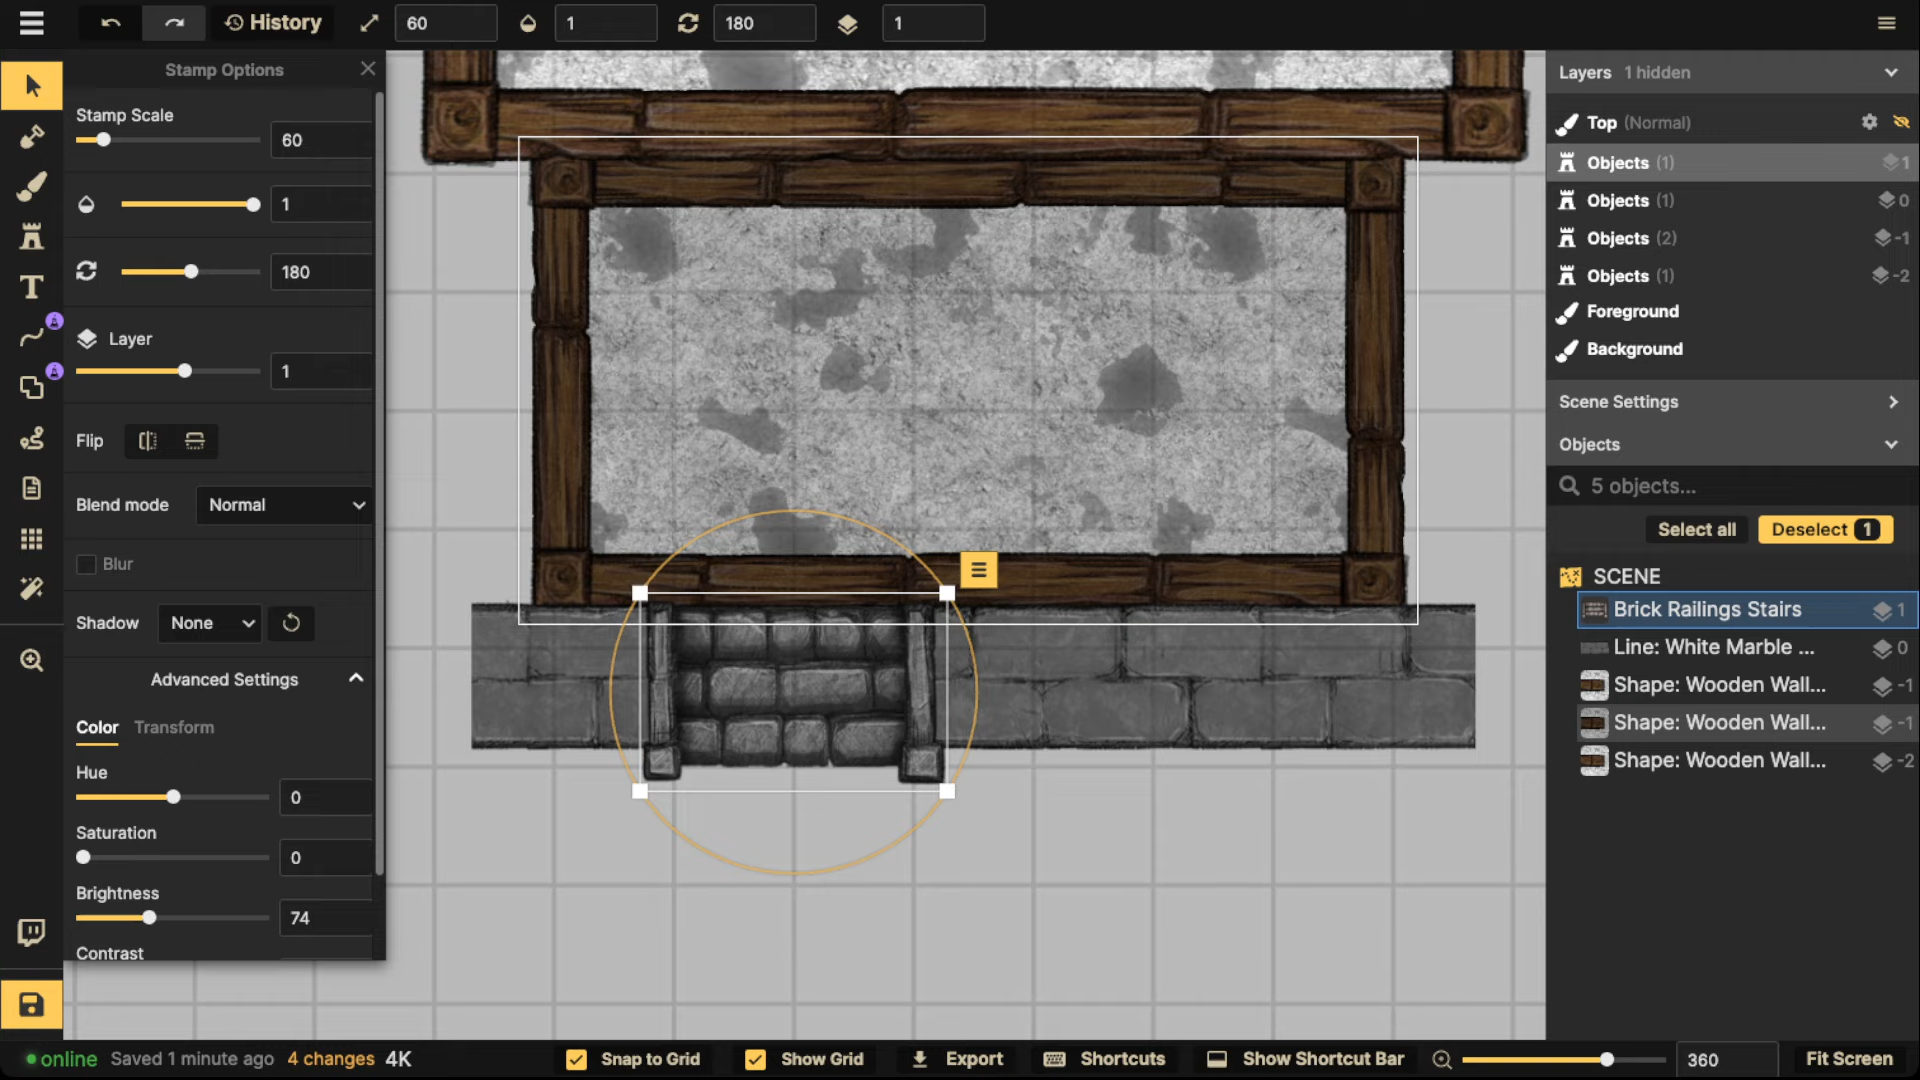 History
60
1
180
1
Stamp Options
Stamp Scale
60
1
180
Layer
1
Flip
Blend mode
Normal
Blur
Shadow
None
Advanced Settings
Color
Transform
Hue
0
Saturation
0
Brightness
74
Contrast
T
Layers 1 hidden
Top (Normal)
Objects (1) 1
Objects (1) 0
Objects (2) -1
Objects (1) -2
Foreground
Background
Scene Settings
Objects
5 objects...
Select all
Deselect 1
SCENE
Brick Railings Stairs 1
Line: White Marble ... 0
Shape: Wooden Wall... -1
Shape: Wooden Wall... -1
Shape: Wooden Wall... -2
online Saved 1 minute ago 4 changes 4K
Snap to Grid
Show Grid
Export
Shortcuts
Show Shortcut Bar
360
Fit Screen